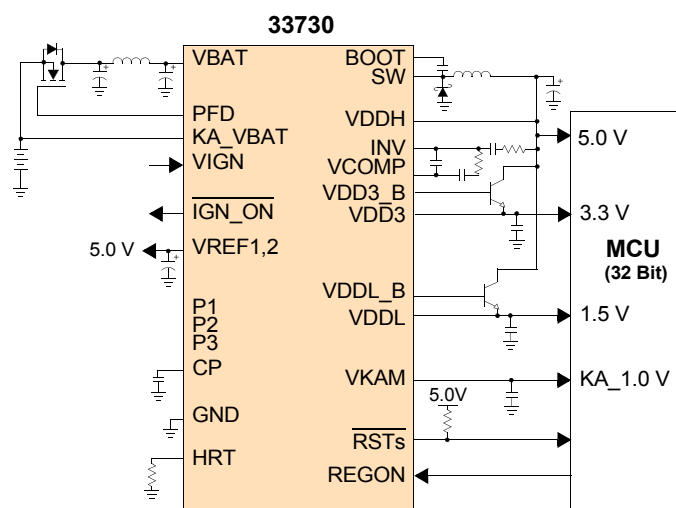 33730
VBAT
PFD
KA_VBAT
VIGN
IGN_ON
5.0 V
VREF1,2
P1
P2
P3
CP
GND
HRT
BOOT
SW
VDDH
INV
VCOMP
VDD3_B
VDD3
VDDL_B
VDDL
VKAM
5.0V
RSTs
REGON
5.0 V
3.3 V
MCU
(32 Bit)
1.5 V
KA_1.0 V